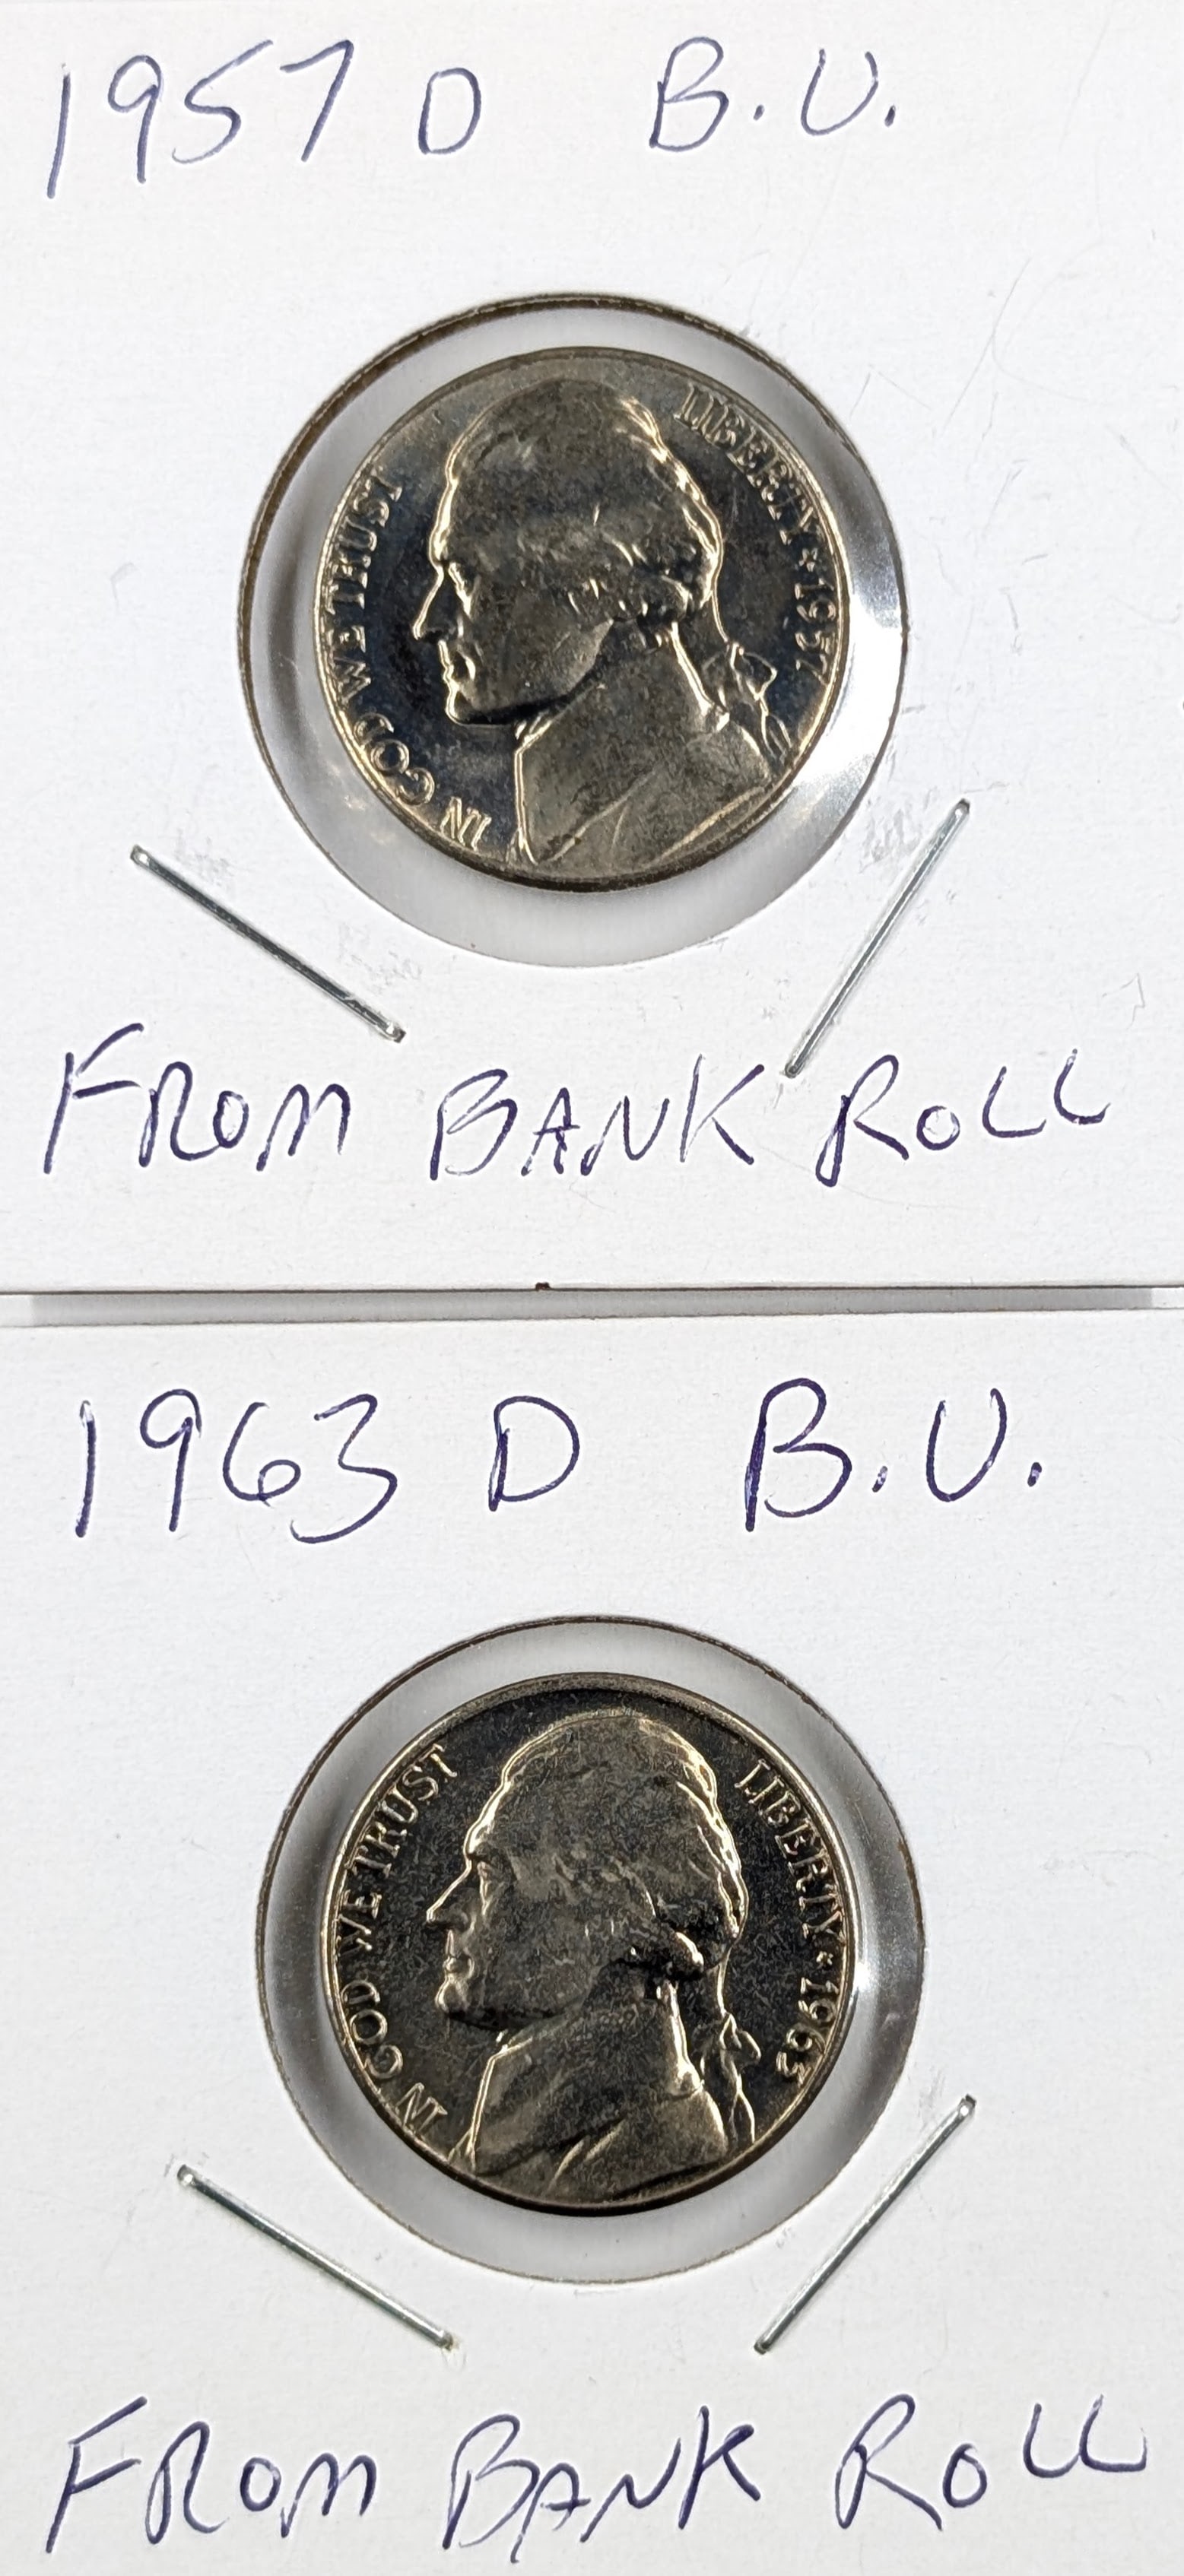 1957 D B.U.
IN GOD WE TRUST
LIBERTY ★ 1957
FROM BANK ROLL
1963 D B.U.
IN GOD WE TRUST
LIBERTY ★ 1963
FROM BANK ROLL